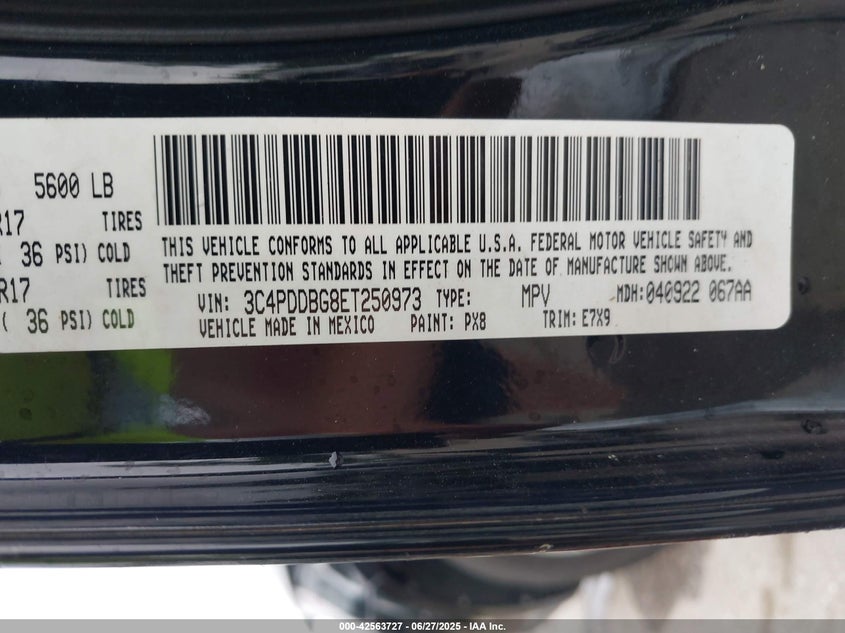 5600 LB
R17 TIRES
36 PSI) COLD
R17 TIRES
( 36 PSI) COLD
THIS VEHICLE CONFORMS TO ALL APPLICABLE U.S.A. FEDERAL MOTOR VEHICLE SAFETY AND
THEFT PREVENTION STANDARDS IN EFFECT ON THE DATE OF MANUFACTURE SHOWN ABOVE.
VIN: 3C4PDDBG8ET250973 TYPE: MPV MDH:040922 067AA
VEHICLE MADE IN MEXICO PAINT: PX8 TRIM: E7X9
000-42563727 - 06/27/2025 - IAA Inc.